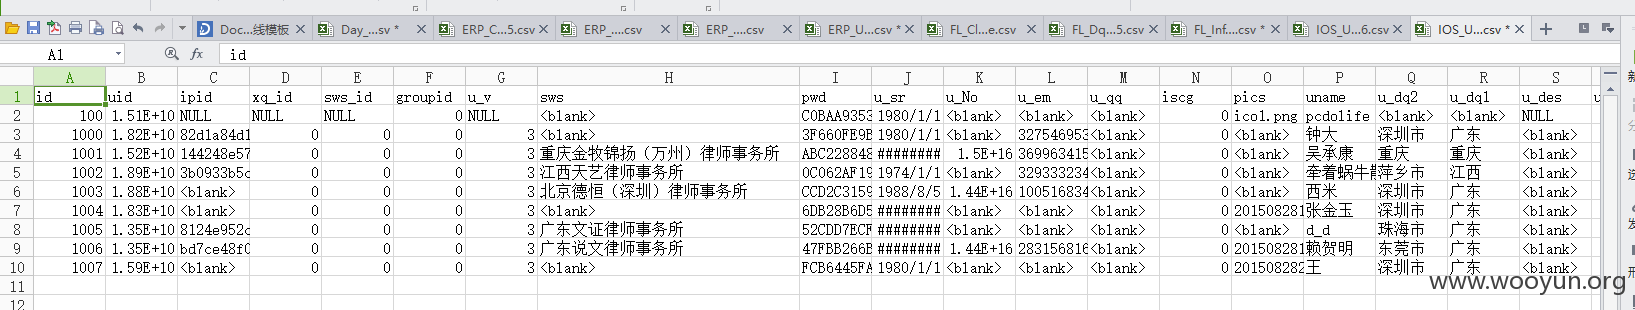 Doc...线模板 Day_...sv * ERP_C...5.csv ERP_....csv ERP_....csv ERP_U...csv * FL_Cl...e.csv FL_Dq...5.csv FL_Inf...csv * IOS_U...6.csv IOS_U...csv *
A1 fx id
A B C D E F G H I J K L M N O P Q R S
1 id uid ipid xq_id sws_id groupid u_v sws pwd u_sr u_No u_em u_qq iscg pics uname u_dq2 u_dq1 u_des
2 100 1.51E+10 NULL NULL NULL 0 NULL <blank> C0BAA9353 1980/1/1 <blank> <blank> <blank> 0 icol.png pcdolife <blank> <blank> NULL
3 1000 1.82E+10 82d1a84d1 0 0 0 3 <blank> 3F660FE9E 1980/1/1 <blank> 327546953 <blank> 0 <blank> 钟大 深圳市 广东 <blank>
4 1001 1.52E+10 144248e57 0 0 0 3 重庆金牧锦扬（万州）律师事务所 ABC228848 ######## 1.5E+16 369963415 <blank> 0 <blank> 吴承康 重庆 重庆 <blank>
5 1002 1.89E+10 3b0933b5c 0 0 0 3 江西天艺律师事务所 0C062AF19 1974/1/1 <blank> 329333234 <blank> 0 <blank> 牵着蜗牛 萍乡市 江西 <blank>
6 1003 1.88E+10 <blank> 0 0 0 3 北京德恒（深圳）律师事务所 CCD2C3159 1988/8/5 1.44E+16 100516834 <blank> 0 <blank> 西米 深圳市 广东 <blank>
7 1004 1.83E+10 <blank> 0 0 0 3 <blank> 6DB28B6D5 ######## <blank> <blank> <blank> 0 201508281 张金玉 深圳市 广东 <blank>
8 1005 1.35E+10 8124e952c 0 0 0 3 广东文证律师事务所 52CDD7ECF ######## <blank> <blank> <blank> 0 <blank> d_d 珠海市 广东 <blank>
9 1006 1.35E+10 bd7ce48f0 0 0 0 3 广东说文律师事务所 47FBB266B ######## 1.44E+16 283156816 <blank> 0 201508281 赖贺明 东莞市 广东 <blank>
10 1007 1.59E+10 <blank> 0 0 0 3 <blank> FCB6445FA 1980/1/1 <blank> <blank> <blank> 0 201508282 王 深圳市 广东 <blank>
11
12
www.wooyun.org